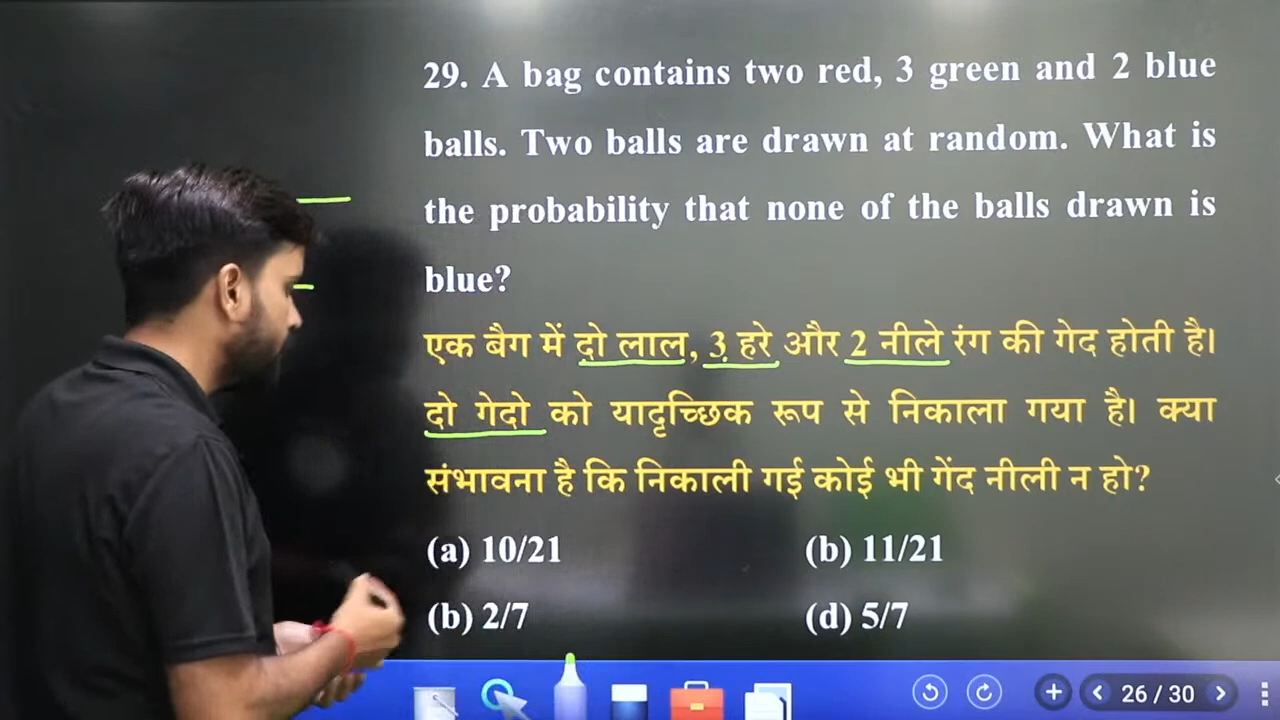 29. A bag contains two red, 3 green and 2 blue
balls. Two balls are drawn at random. What is
the probability that none of the balls drawn is
blue?
एक बैग में दो लाल, 3 हरे और 2 नीले रंग की गेद होती है।
दो गेदो को यादृच्छिक रूप से निकाला गया है। क्या
संभावना है कि निकाली गई कोई भी गेंद नीली न हो?
(a) 10/21 (b) 11/21
(b) 2/7 (d) 5/7
26 / 30